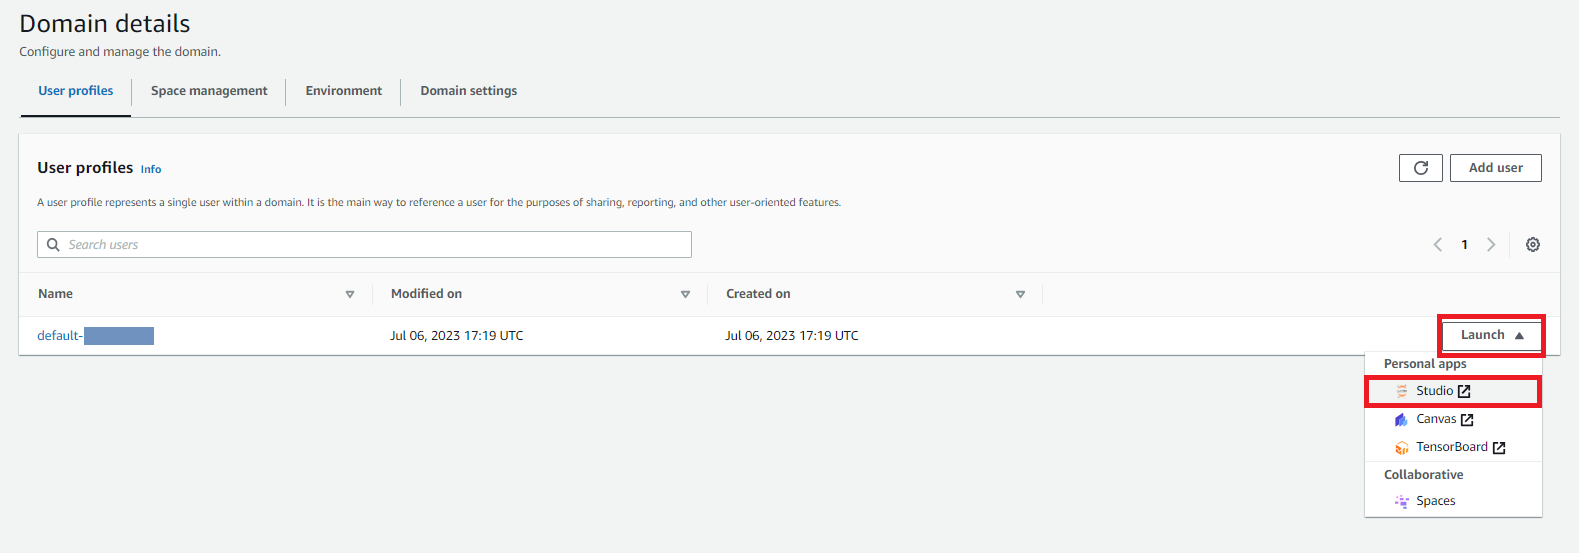 Domain details
Configure and manage the domain.
User profiles Space management Environment Domain settings
User profiles Info
Add user
A user profile represents a single user within a domain. It is the main way to reference a user for the purposes of sharing, reporting, and other user-oriented features.
Search users
1
Name Modified on Created on
default- Jul 06, 2023 17:19 UTC Jul 06, 2023 17:19 UTC Launch
Personal apps
Studio
Canvas
TensorBoard
Collaborative
Spaces